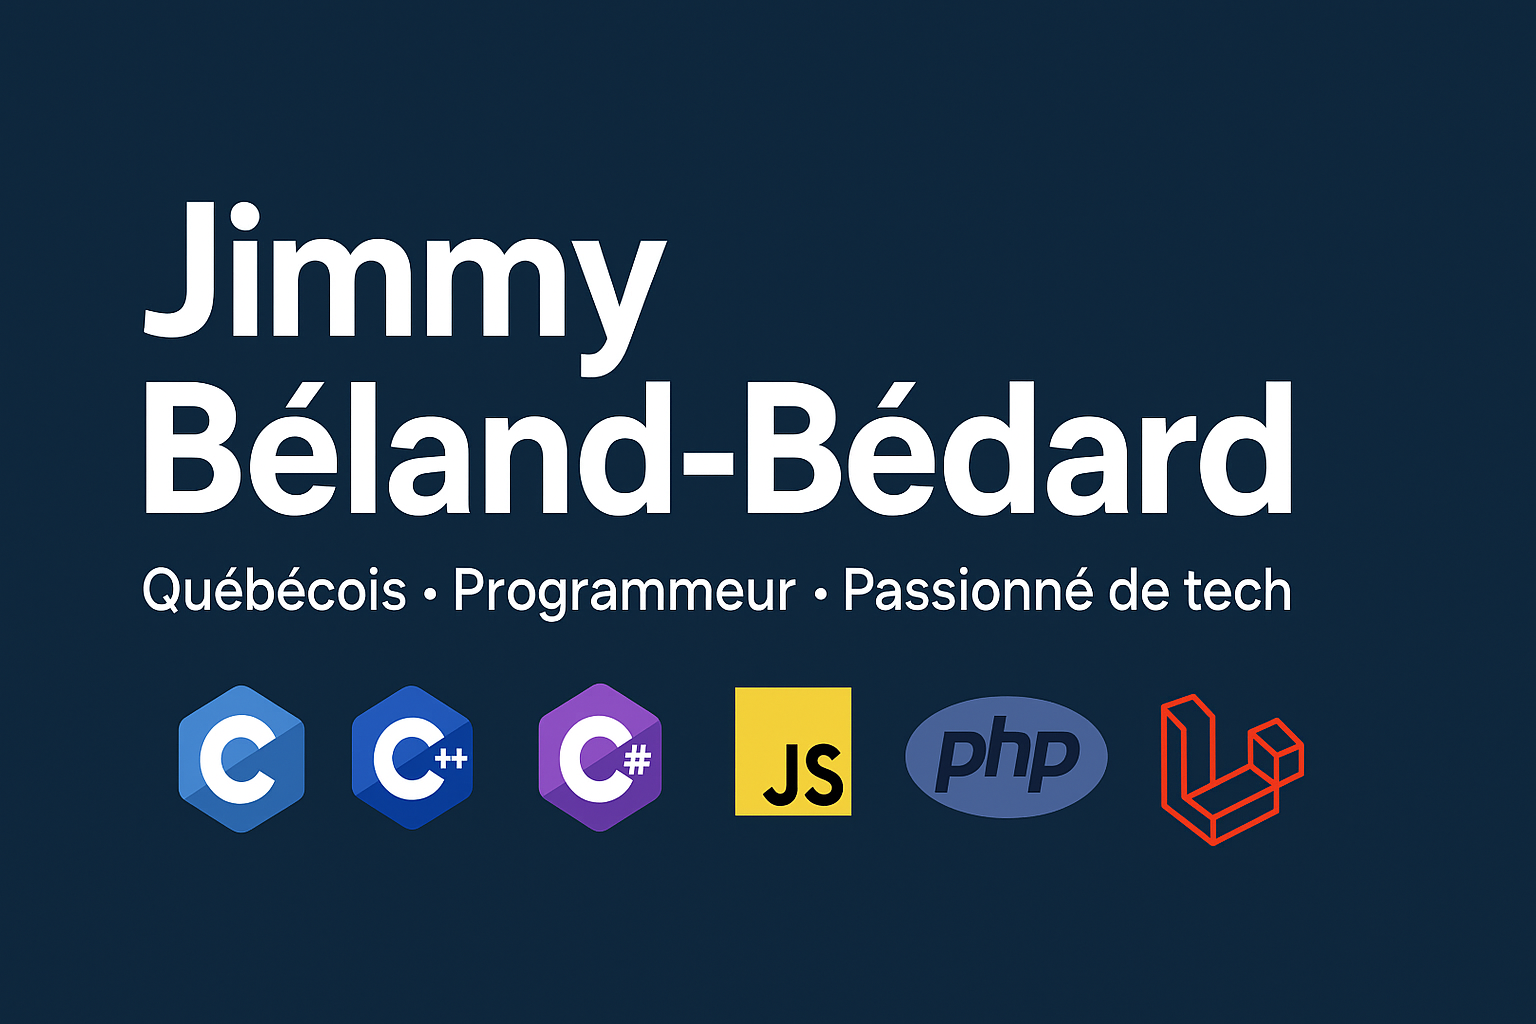 Jimmy
Béland-Bédard
Québécois • Programmeur • Passionné de tech
C C++ C# JS php